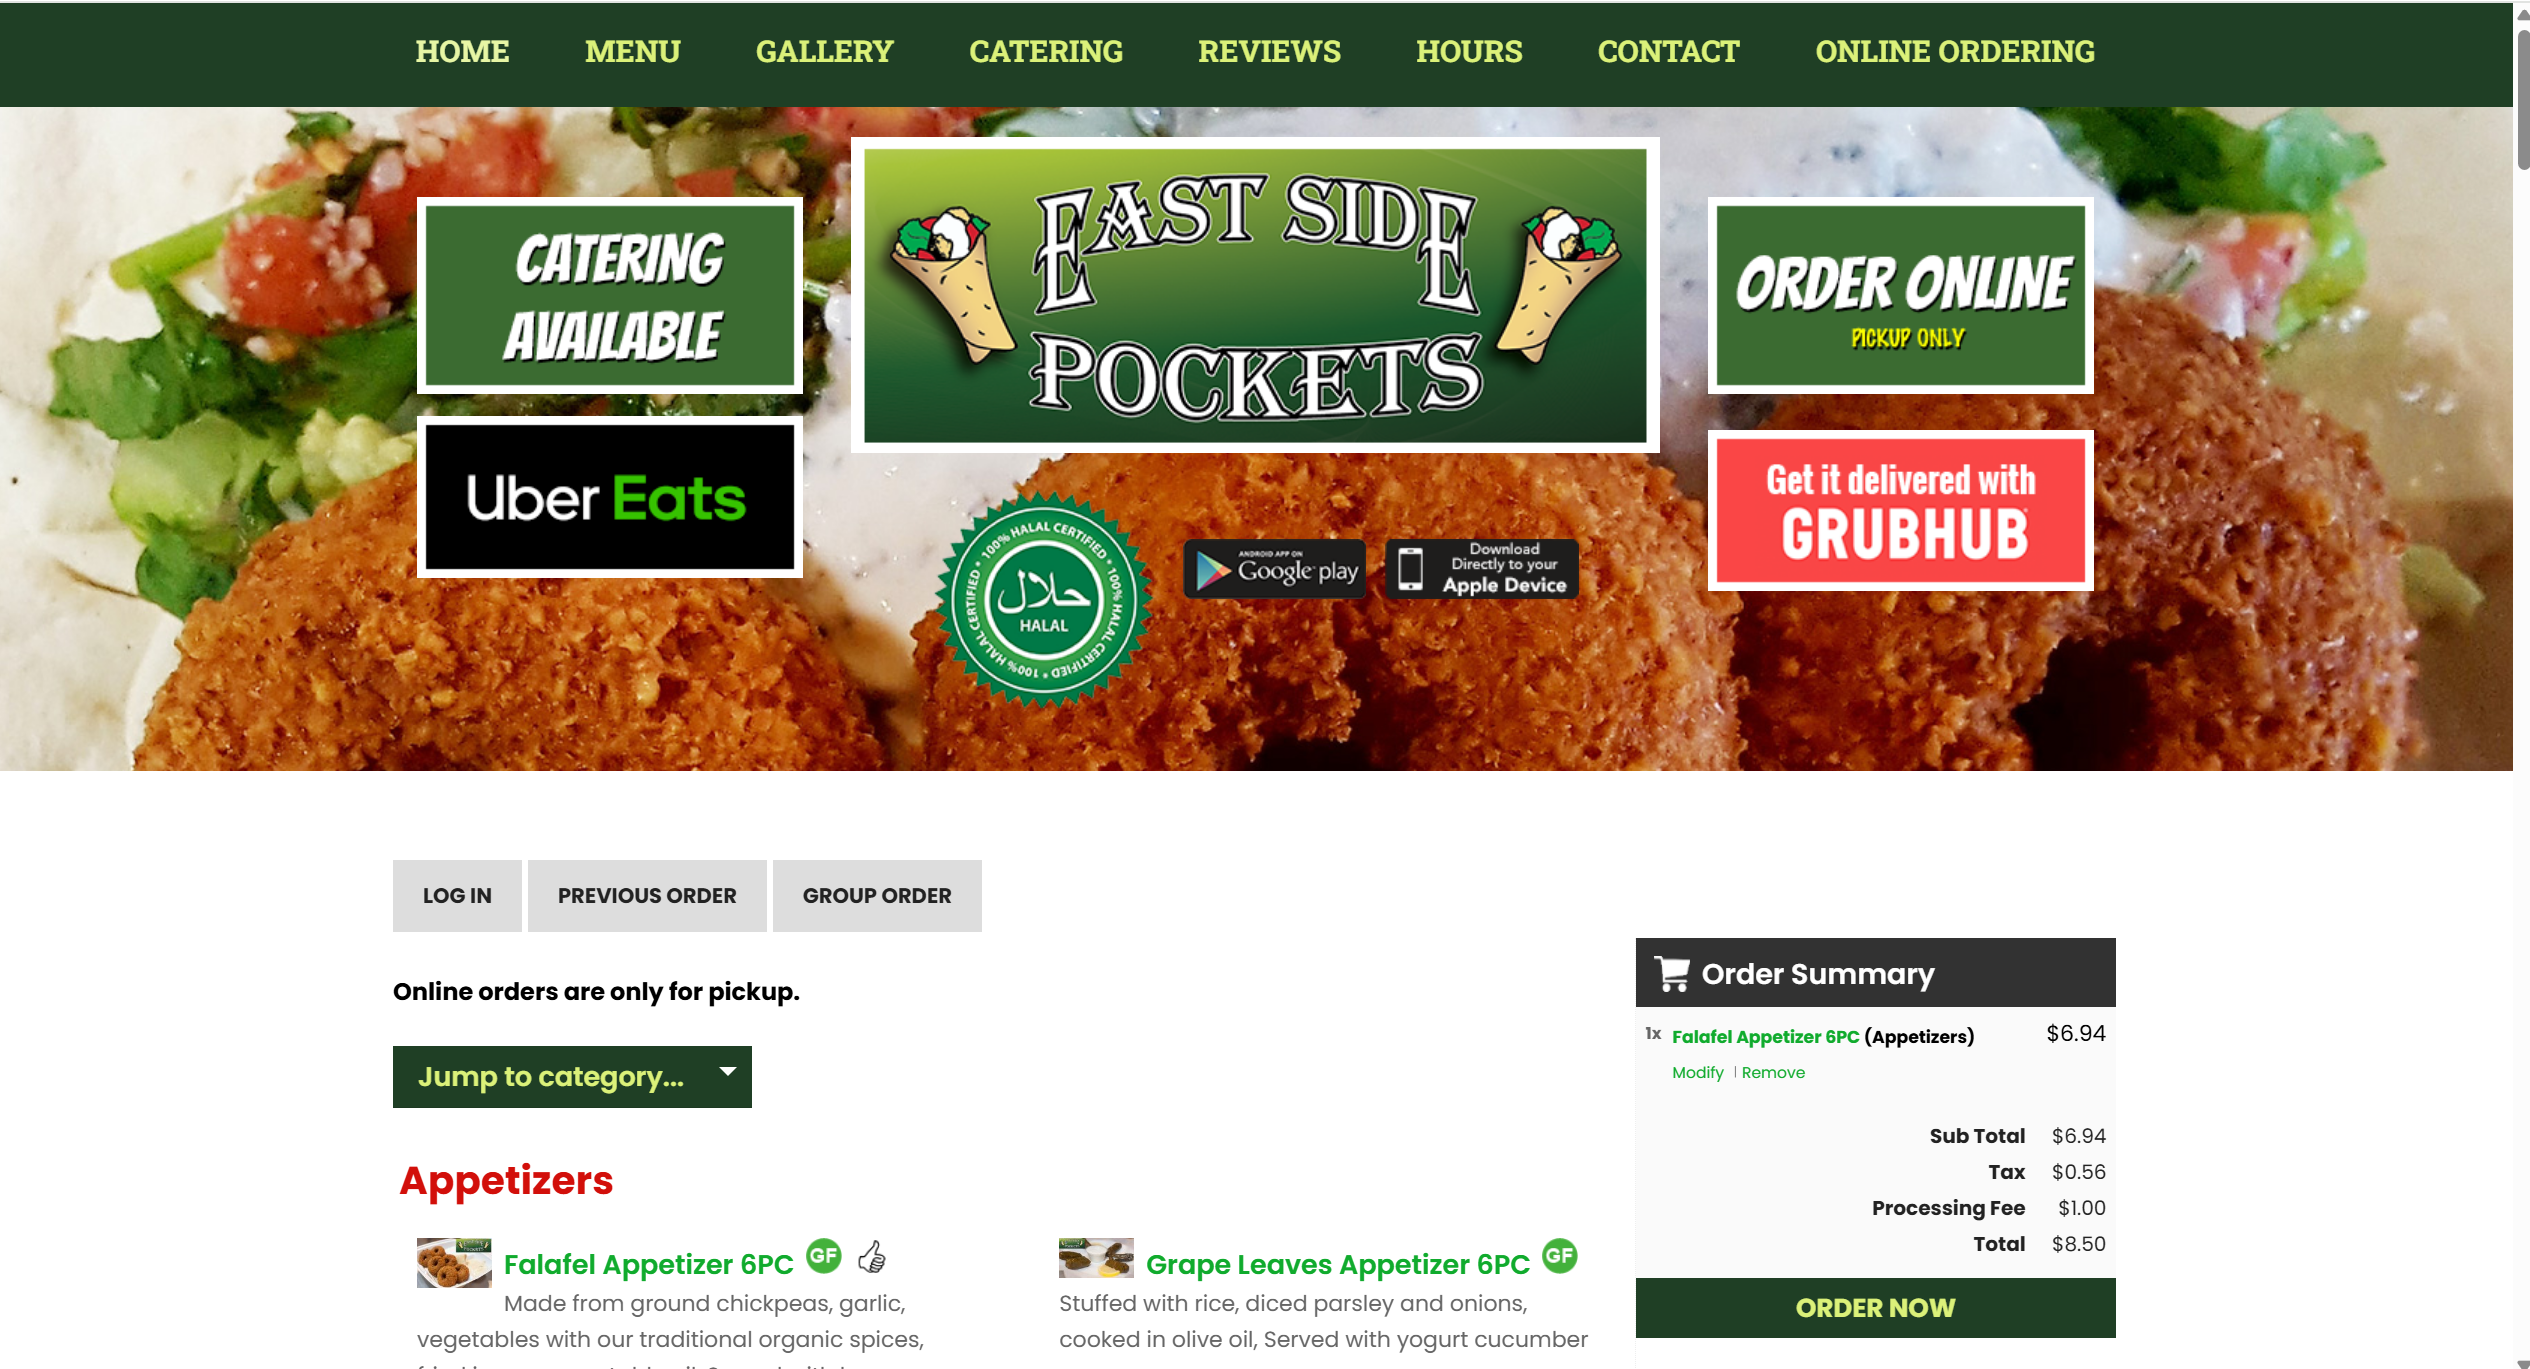 HOME MENU GALLERY CATERING REVIEWS HOURS CONTACT ONLINE ORDERING
CATERING
AVAILABLE
Uber Eats
EAST SIDE
POCKETS
ORDER ONLINE
PICKUP ONLY
Get it delivered with
GRUBHUB
100% HALAL CERTIFIED • 100% HALAL CERTIFIED • 100% HALAL CERTIFIED •
حلال
HALAL
ANDROID APP ON
Google play
Download
Directly to your
Apple Device
LOG IN
PREVIOUS ORDER
GROUP ORDER
Online orders are only for pickup.
Jump to category...
Appetizers
Falafel Appetizer 6PC GF
Made from ground chickpeas, garlic,
vegetables with our traditional organic spices,
Grape Leaves Appetizer 6PC GF
Stuffed with rice, diced parsley and onions,
cooked in olive oil, Served with yogurt cucumber
Order Summary
1x Falafel Appetizer 6PC (Appetizers) $6.94
Modify | Remove
Sub Total $6.94
Tax $0.56
Processing Fee $1.00
Total $8.50
ORDER NOW